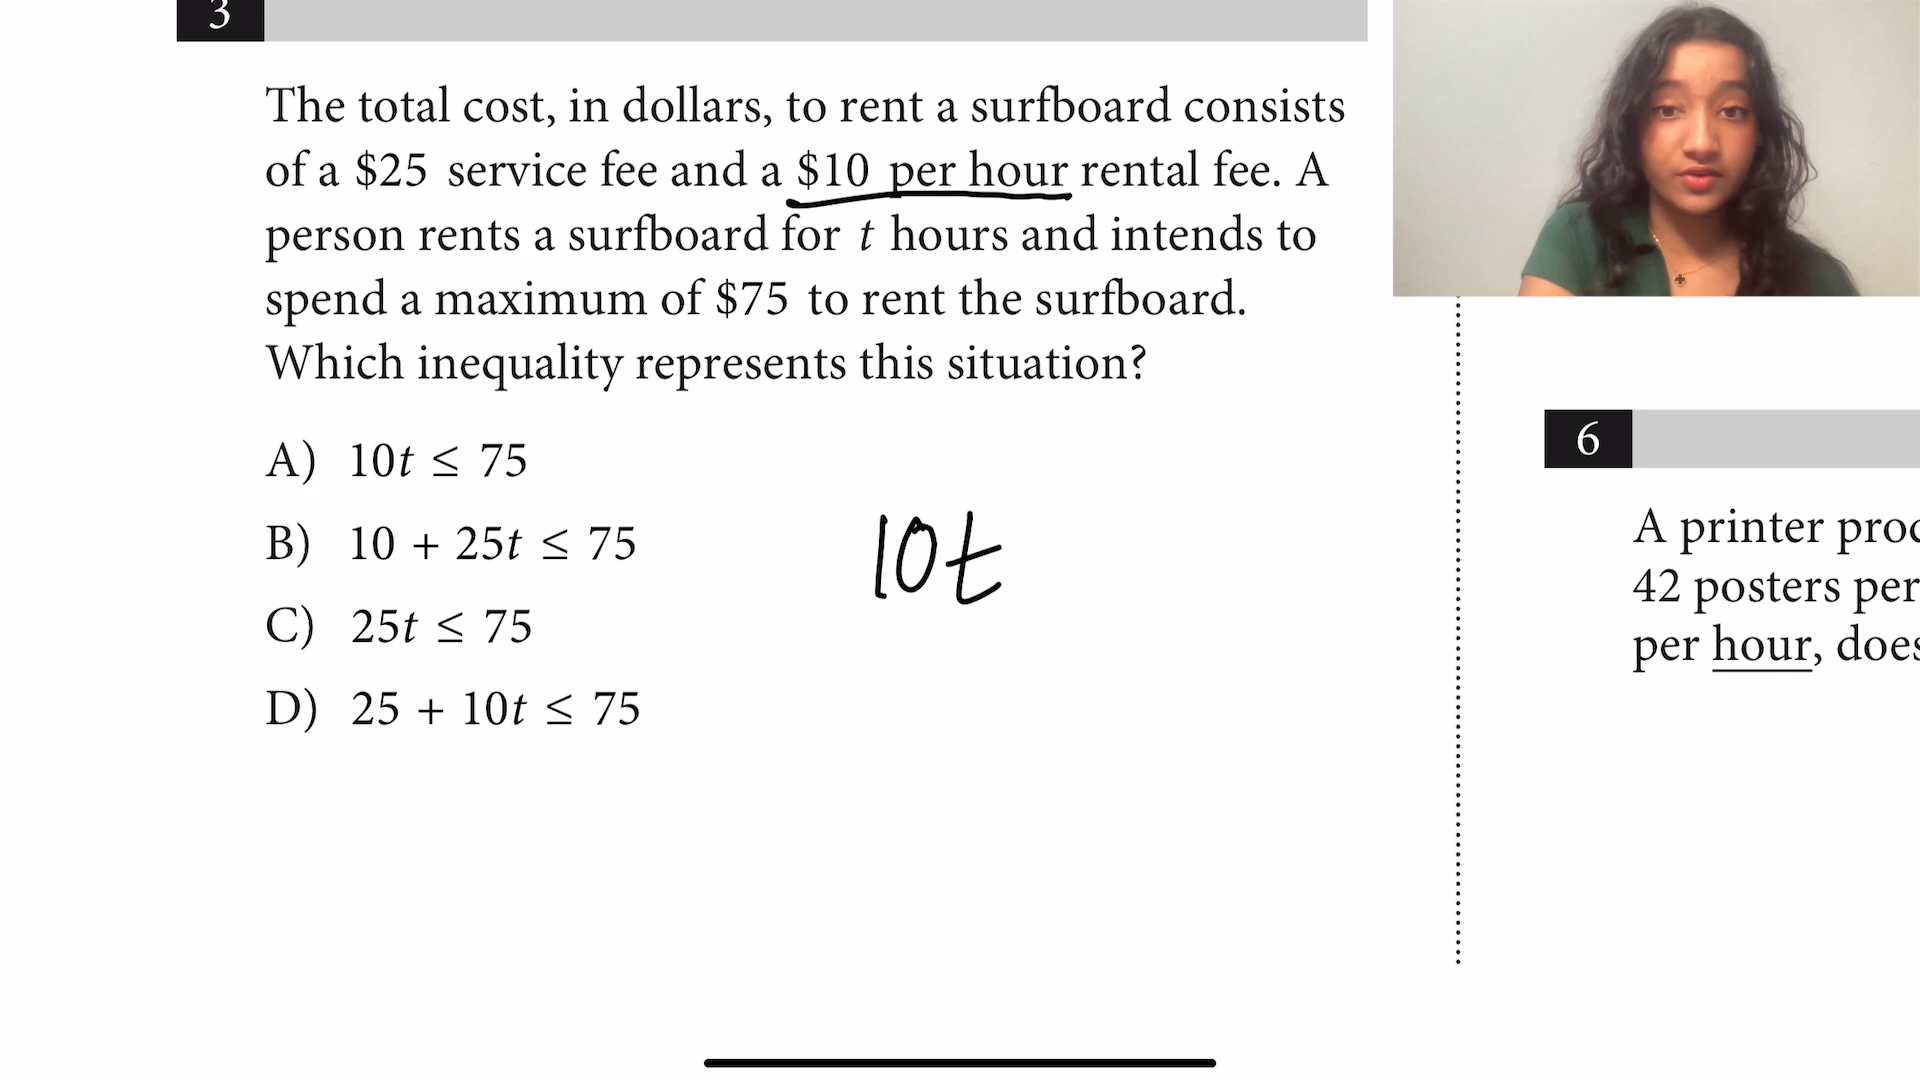 3
The total cost, in dollars, to rent a surfboard consists
of a $25 service fee and a $10 per hour rental fee. A
person rents a surfboard for t hours and intends to
spend a maximum of $75 to rent the surfboard.
Which inequality represents this situation?
A) 10t ≤ 75
B) 10 + 25t ≤ 75
C) 25t ≤ 75
D) 25 + 10t ≤ 75
10t
6
A printer
42 posters per
per hour,